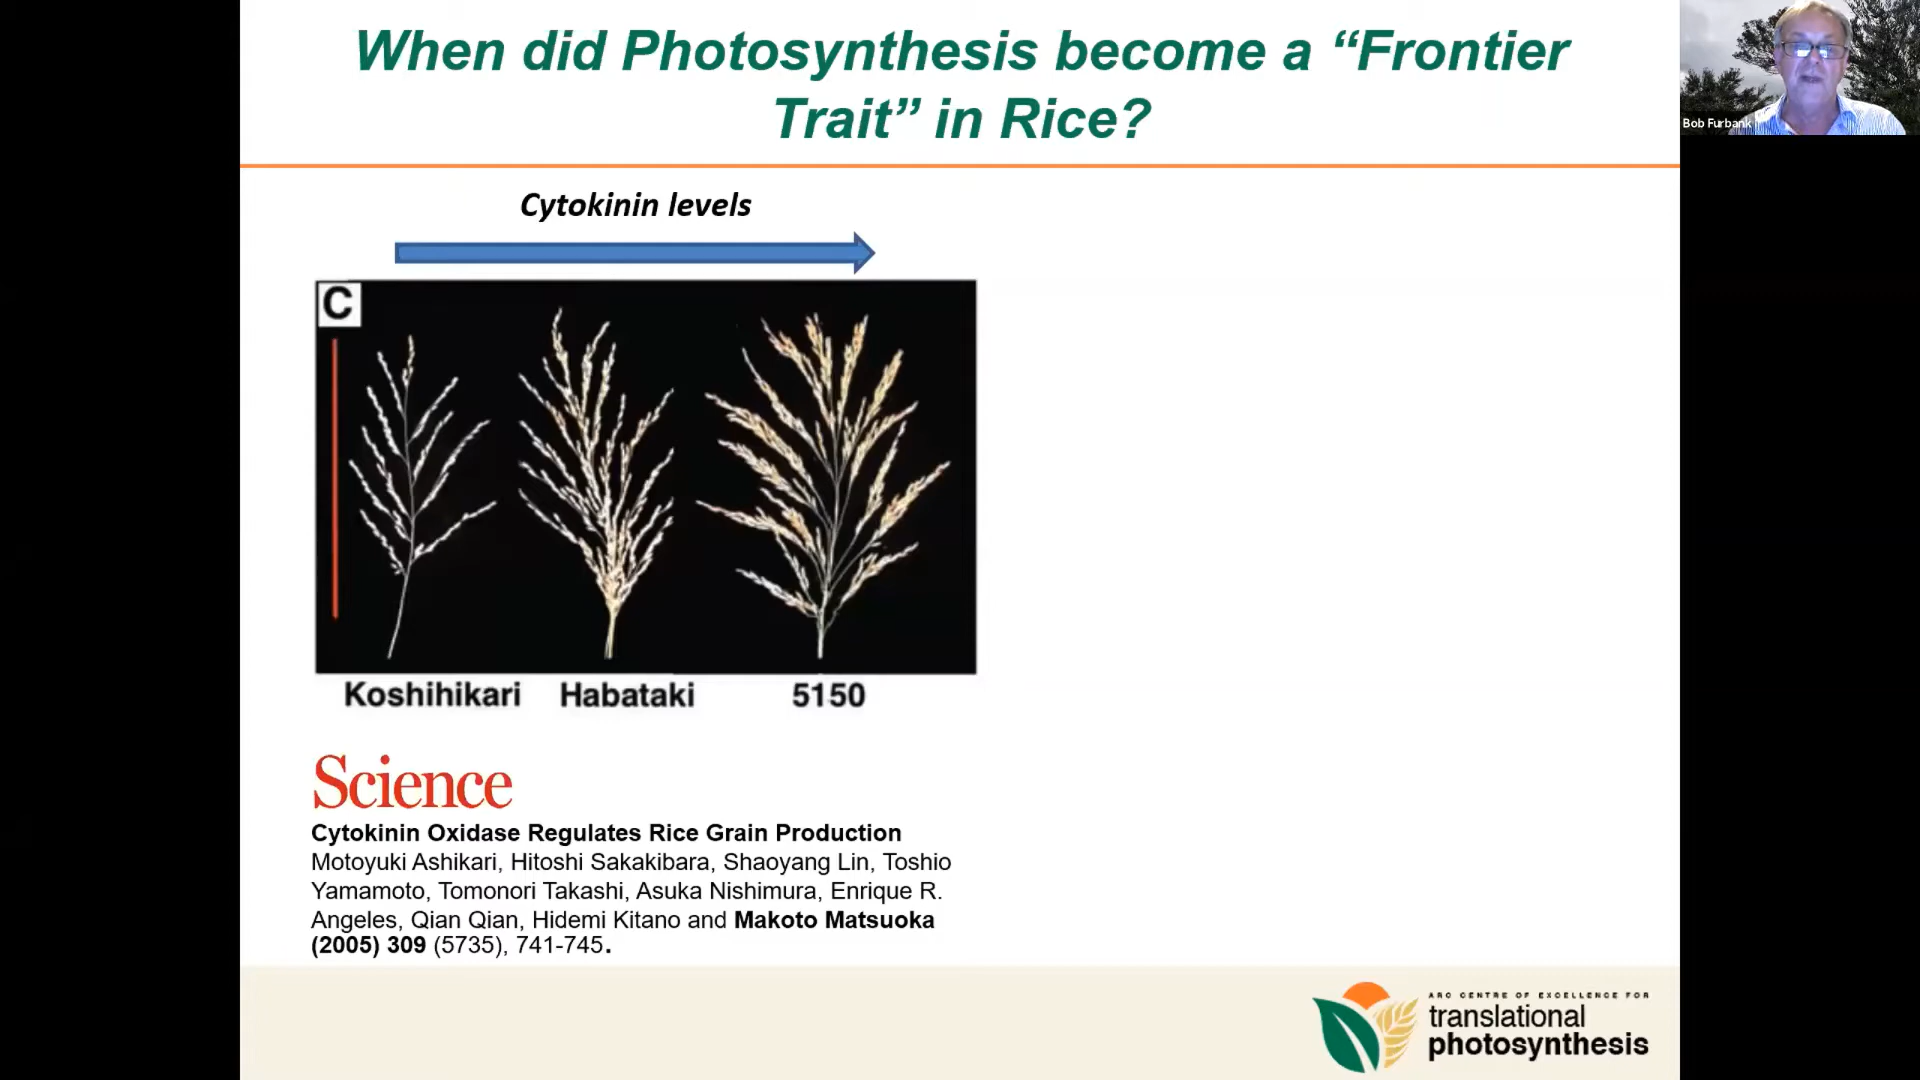 When did Photosynthesis become a “Frontier
Trait” in Rice?
Bob Furbank
Cytokinin levels
C
Koshihikari Habataki 5150
Science
Cytokinin Oxidase Regulates Rice Grain Production
Motoyuki Ashikari, Hitoshi Sakakibara, Shaoyang Lin, Toshio
Yamamoto, Tomonori Takashi, Asuka Nishimura, Enrique R.
Angeles, Qian Qian, Hidemi Kitano and Makoto Matsuoka
(2005) 309 (5735), 741-745.
ARC CENTRE OF EXCELLENCE FOR
translational
photosynthesis